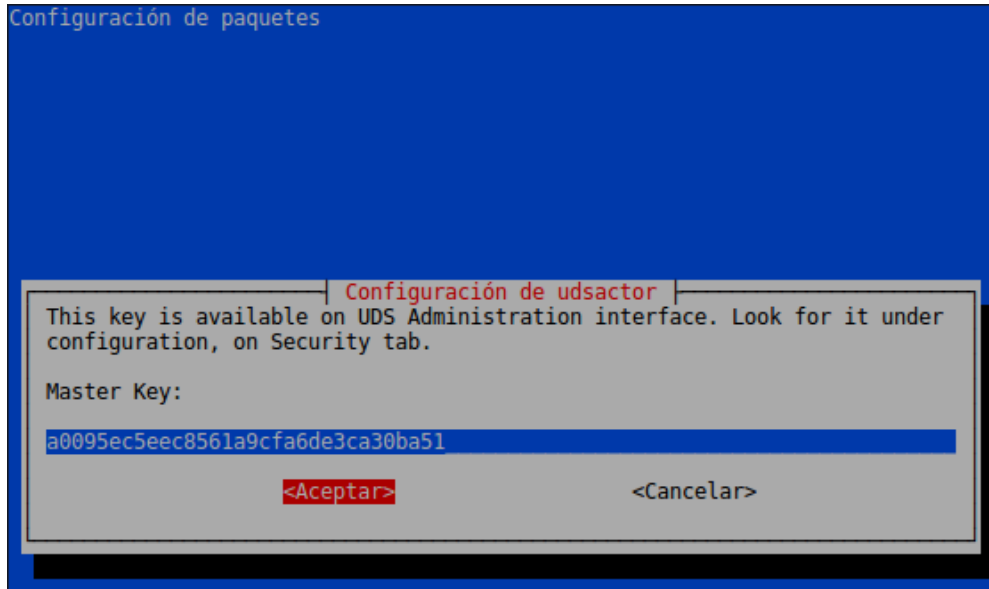 Configuración de paquetes
Configuración de udsactor
This key is available on UDS Administration interface. Look for it under
configuration, on Security tab.
Master Key:
a0095ec5eec8561a9cfa6de3ca30ba51
<Aceptar> <Cancelar>